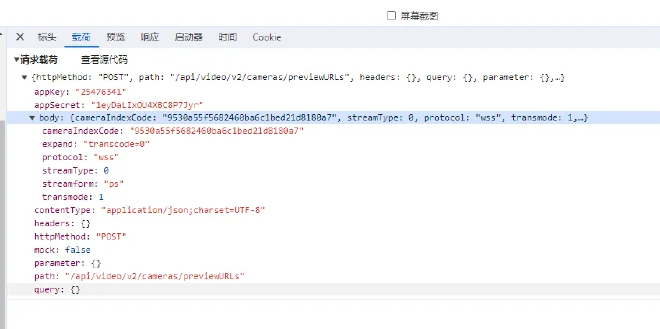 屏幕截图
标头 载荷 预览 响应 启动器 时间 Cookie
▼请求载荷 查看源代码
▼{httpMethod: "POST", path: "/api/video/v2/cameras/previewURLs", headers: {}, query: {}, parameter: {},…}
appKey: "25476341"
appSecret: "1eyDaLIxOU4XBC8P7Jyr"
▼body: {cameraIndexCode: "9530a55f5682460ba6c1bed21d8180a7", streamType: 0, protocol: "wss", transmode: 1,…}
cameraIndexCode: "9530a55f5682460ba6c1bed21d8180a7"
expand: "transcode=0"
protocol: "wss"
streamType: 0
streamform: "ps"
transmode: 1
contentType: "application/json;charset=UTF-8"
headers: {}
httpMethod: "POST"
mock: false
parameter: {}
path: "/api/video/v2/cameras/previewURLs"
query: {}